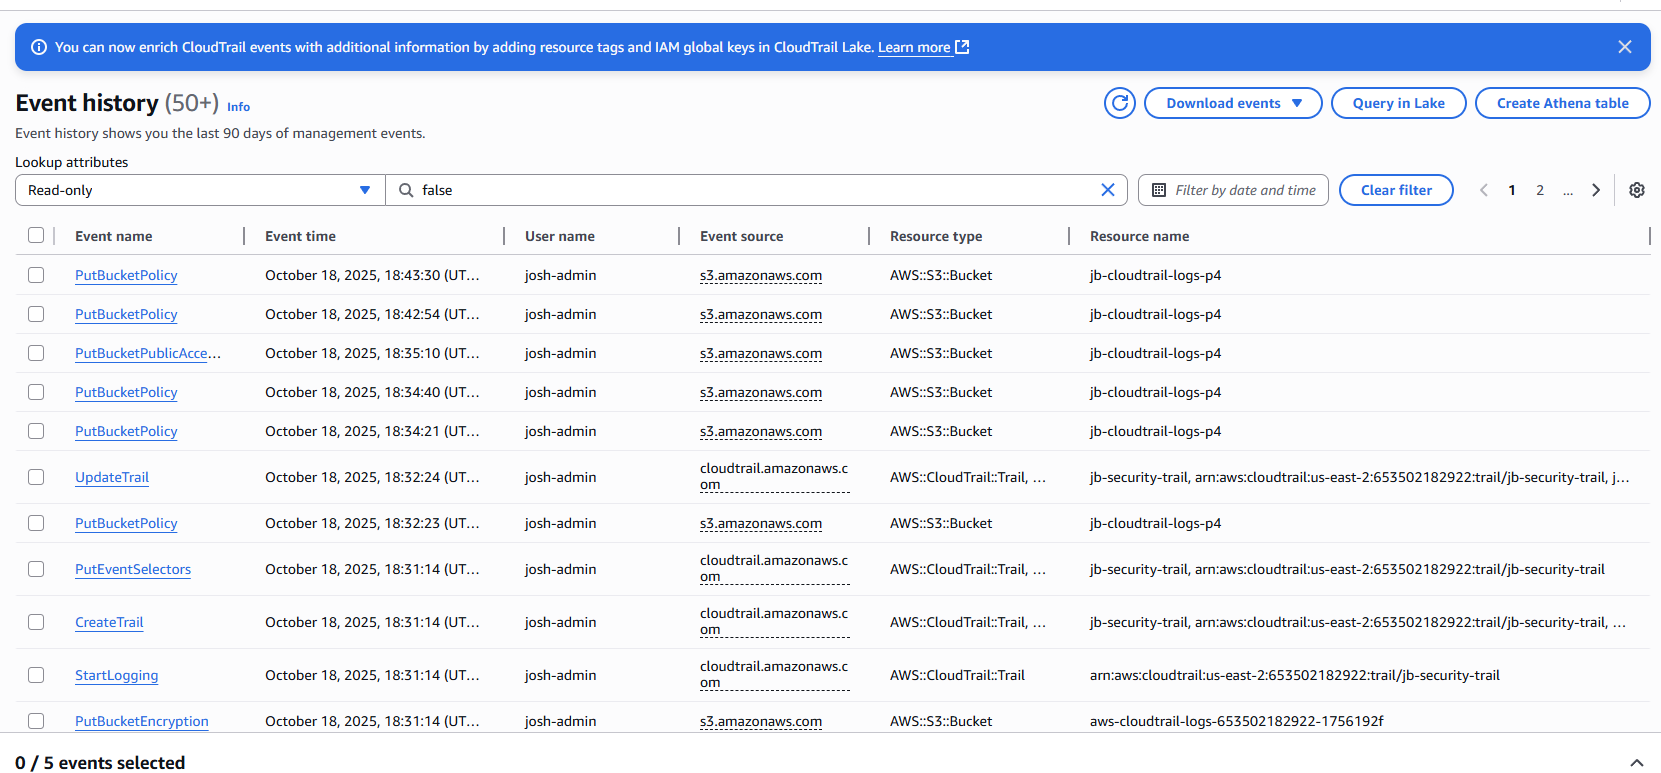 You can now enrich CloudTrail events with additional information by adding resource tags and IAM global keys in CloudTrail Lake. Learn more
Event history (50+) Info
Download events
Query in Lake
Create Athena table
Event history shows you the last 90 days of management events.
Lookup attributes
Read-only
false
Filter by date and time
Clear filter
1 2 ...
Event name Event time User name Event source Resource type Resource name
PutBucketPolicy October 18, 2025, 18:43:30 (UT... josh-admin s3.amazonaws.com AWS::S3::Bucket jb-cloudtrail-logs-p4
PutBucketPolicy October 18, 2025, 18:42:54 (UT... josh-admin s3.amazonaws.com AWS::S3::Bucket jb-cloudtrail-logs-p4
PutBucketPublicAcce... October 18, 2025, 18:35:10 (UT... josh-admin s3.amazonaws.com AWS::S3::Bucket jb-cloudtrail-logs-p4
PutBucketPolicy October 18, 2025, 18:34:40 (UT... josh-admin s3.amazonaws.com AWS::S3::Bucket jb-cloudtrail-logs-p4
PutBucketPolicy October 18, 2025, 18:34:21 (UT... josh-admin s3.amazonaws.com AWS::S3::Bucket jb-cloudtrail-logs-p4
UpdateTrail October 18, 2025, 18:32:24 (UT... josh-admin cloudtrail.amazonaws.com AWS::CloudTrail::Trail, ... jb-security-trail, arn:aws:cloudtrail:us-east-2:653502182922:trail/jb-security-trail, j...
PutBucketPolicy October 18, 2025, 18:32:23 (UT... josh-admin s3.amazonaws.com AWS::S3::Bucket jb-cloudtrail-logs-p4
PutEventSelectors October 18, 2025, 18:31:14 (UT... josh-admin cloudtrail.amazonaws.com AWS::CloudTrail::Trail, ... jb-security-trail, arn:aws:cloudtrail:us-east-2:653502182922:trail/jb-security-trail
CreateTrail October 18, 2025, 18:31:14 (UT... josh-admin cloudtrail.amazonaws.com AWS::CloudTrail::Trail, ... jb-security-trail, arn:aws:cloudtrail:us-east-2:653502182922:trail/jb-security-trail, ...
StartLogging October 18, 2025, 18:31:14 (UT... josh-admin cloudtrail.amazonaws.com AWS::CloudTrail::Trail arn:aws:cloudtrail:us-east-2:653502182922:trail/jb-security-trail
PutBucketEncryption October 18, 2025, 18:31:14 (UT... josh-admin s3.amazonaws.com AWS::S3::Bucket aws-cloudtrail-logs-653502182922-1756192f
0 / 5 events selected